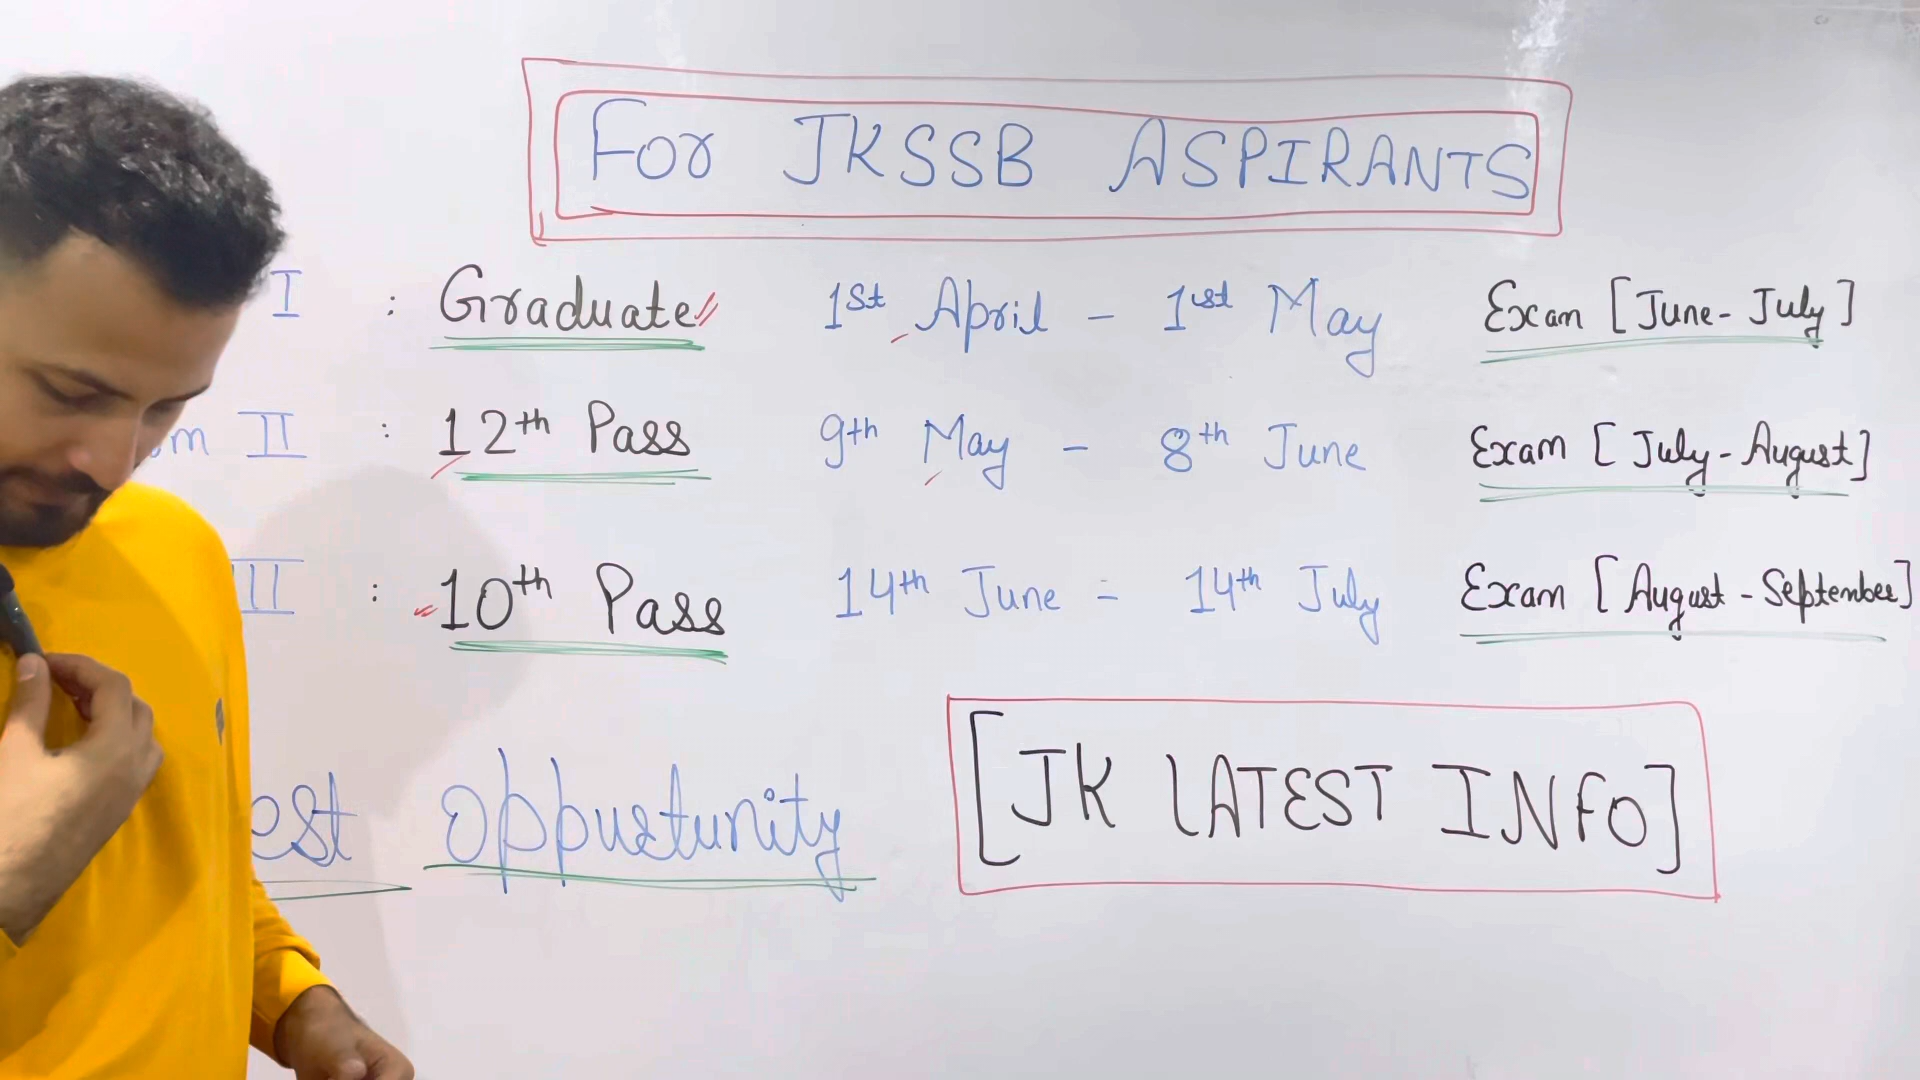 For JKSSB ASPIRANTS
I : Graduate 1st April - 1st May Exam [June - July]
II : 12th Pass 9th May - 8th June Exam [July - August]
III : 10th Pass 14th June - 14th July Exam [August - September]
oppurtunity
[JK LATEST INFO]